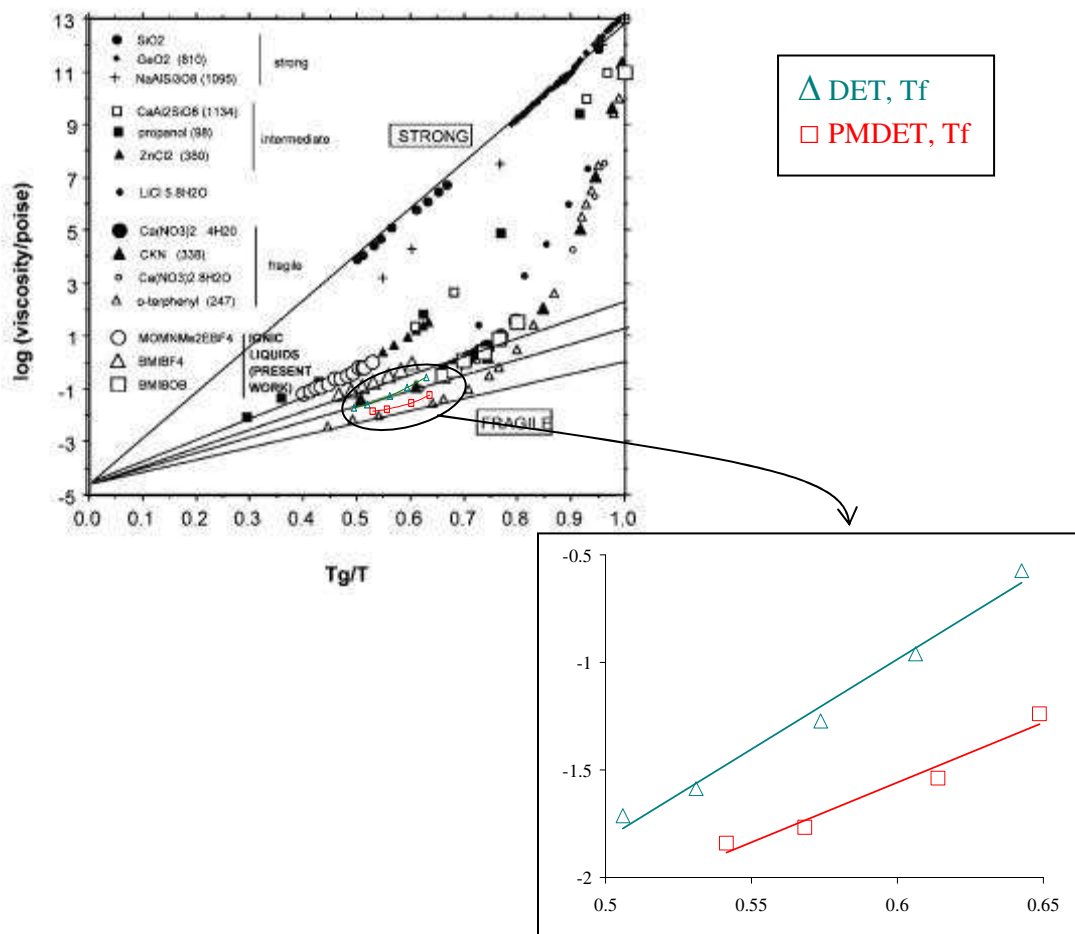 13
11
9
7
5
3
1
-1
-3
-5
log (viscosity/poise)
SiO2
GeO2 (810)
NaAlSi3O8 (1095)
strong
CaAl2SiO8 (1134)
propanol (98)
ZnCl2 (380)
intermediate
LiCl 5.8H2O
Ca(NO3)2 4H2O
CKN (338)
Ca(NO3)2 8H2O
o-terphenyl (247)
fragile
MOMNMe2EBF4
BMIBF4
BMIBOB
IONIC
LIQUIDS
(PRESENT
WORK)
STRONG
FRAGILE
0.0 0.1 0.2 0.3 0.4 0.5 0.6 0.7 0.8 0.9 1.0
Tg/T
Δ DET, Tf
□ PMDET, Tf
-0.5
-1
-1.5
-2
0.5 0.55 0.6 0.65